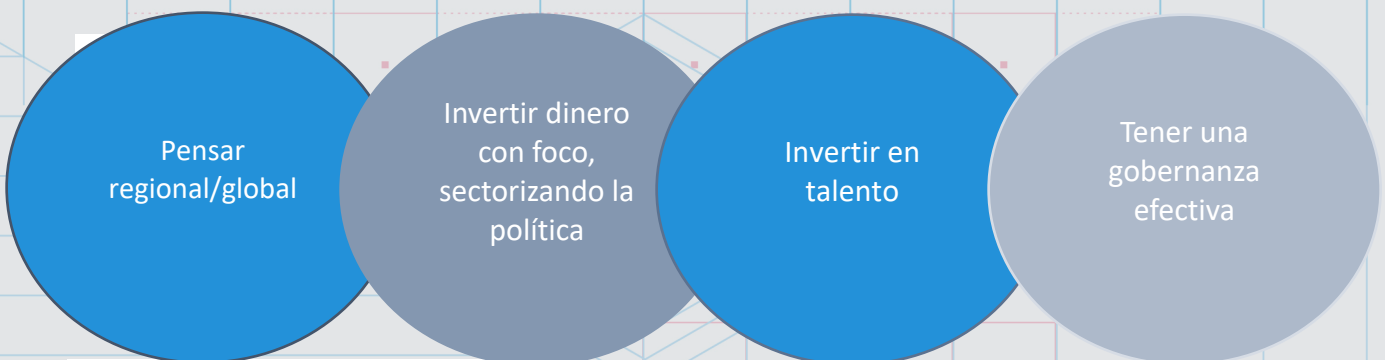 Pensar
regional/global
Invertir dinero
con foco,
sectorizando la
política
Invertir en
talento
Tener una
gobernanza
efectiva